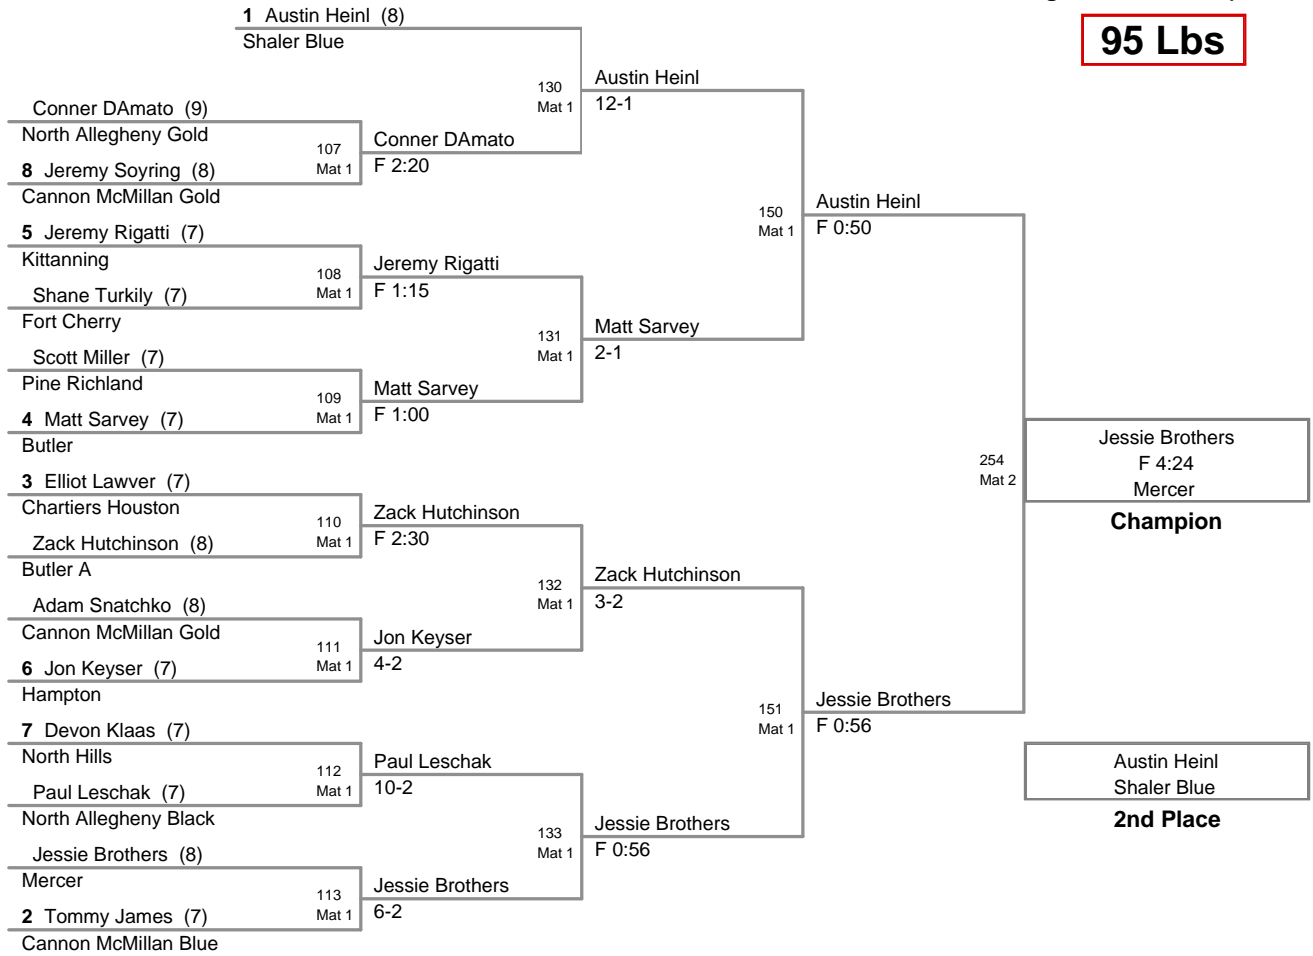 95 Lbs
1 Austin Heinl (8)
Shaler Blue
Conner DAmato (9)
North Allegheny Gold
8 Jeremy Soyring (8)
Cannon McMillan Gold
5 Jeremy Rigatti (7)
Kittanning
Shane Turkily (7)
Fort Cherry
Scott Miller (7)
Pine Richland
4 Matt Sarvey (7)
Butler
3 Elliot Lawver (7)
Chartiers Houston
Zack Hutchinson (8)
Butler A
Adam Snatchko (8)
Cannon McMillan Gold
6 Jon Keyser (7)
Hampton
7 Devon Klaas (7)
North Hills
Paul Leschak (7)
North Allegheny Black
Jessie Brothers (8)
Mercer
2 Tommy James (7)
Cannon McMillan Blue
107
Mat 1
Conner DAmato
F 2:20
108
Mat 1
Jeremy Rigatti
F 1:15
109
Mat 1
Matt Sarvey
F 1:00
110
Mat 1
Zack Hutchinson
F 2:30
111
Mat 1
Jon Keyser
4-2
112
Mat 1
Paul Leschak
10-2
113
Mat 1
Jessie Brothers
6-2
130
Mat 1
Austin Heinl
12-1
131
Mat 1
Matt Sarvey
2-1
132
Mat 1
Zack Hutchinson
3-2
133
Mat 1
Jessie Brothers
F 0:56
150
Mat 1
Austin Heinl
F 0:50
151
Mat 1
Jessie Brothers
F 0:56
254
Mat 2
Jessie Brothers
F 4:24
Mercer
Champion
Austin Heinl
Shaler Blue
2nd Place